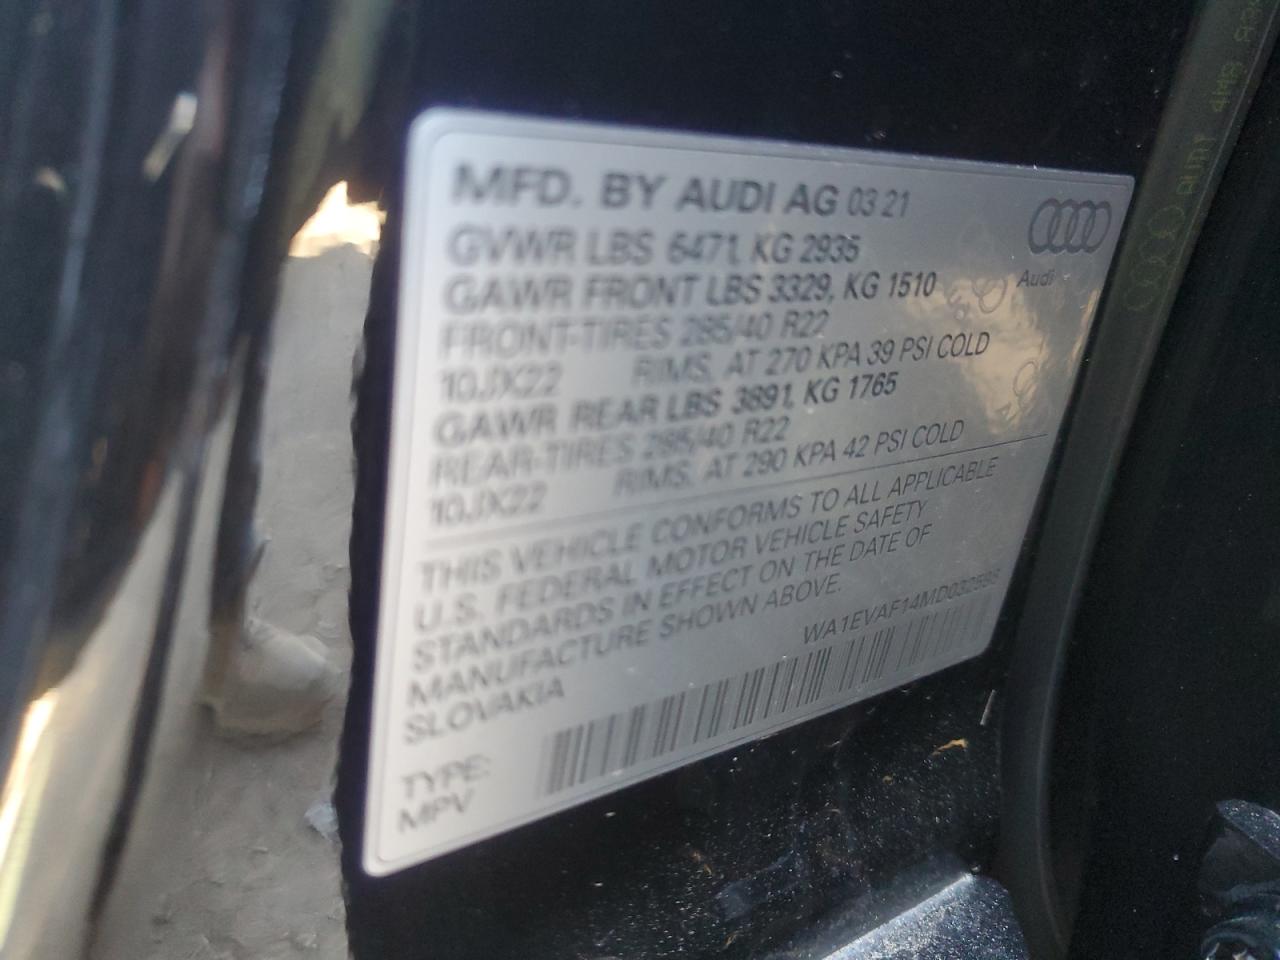 MFD. BY AUDI AG 03 21
GVWR LBS 6471, KG 2935
GAWR FRONT LBS 3329, KG 1510
FRONT-TIRES 285/40 R22
10JX22 RIMS, AT 270 KPA 39 PSI COLD
GAWR REAR LBS 3891, KG 1765
REAR-TIRES 285/40 R22
10JX22 RIMS, AT 290 KPA 42 PSI COLD
THIS VEHICLE CONFORMS TO ALL APPLICABLE
U.S. FEDERAL MOTOR VEHICLE SAFETY
STANDARDS IN EFFECT ON THE DATE OF
MANUFACTURE SHOWN ABOVE.
SLOVAKIA
TYPE:
MPV
Audi
AUDI 4M8